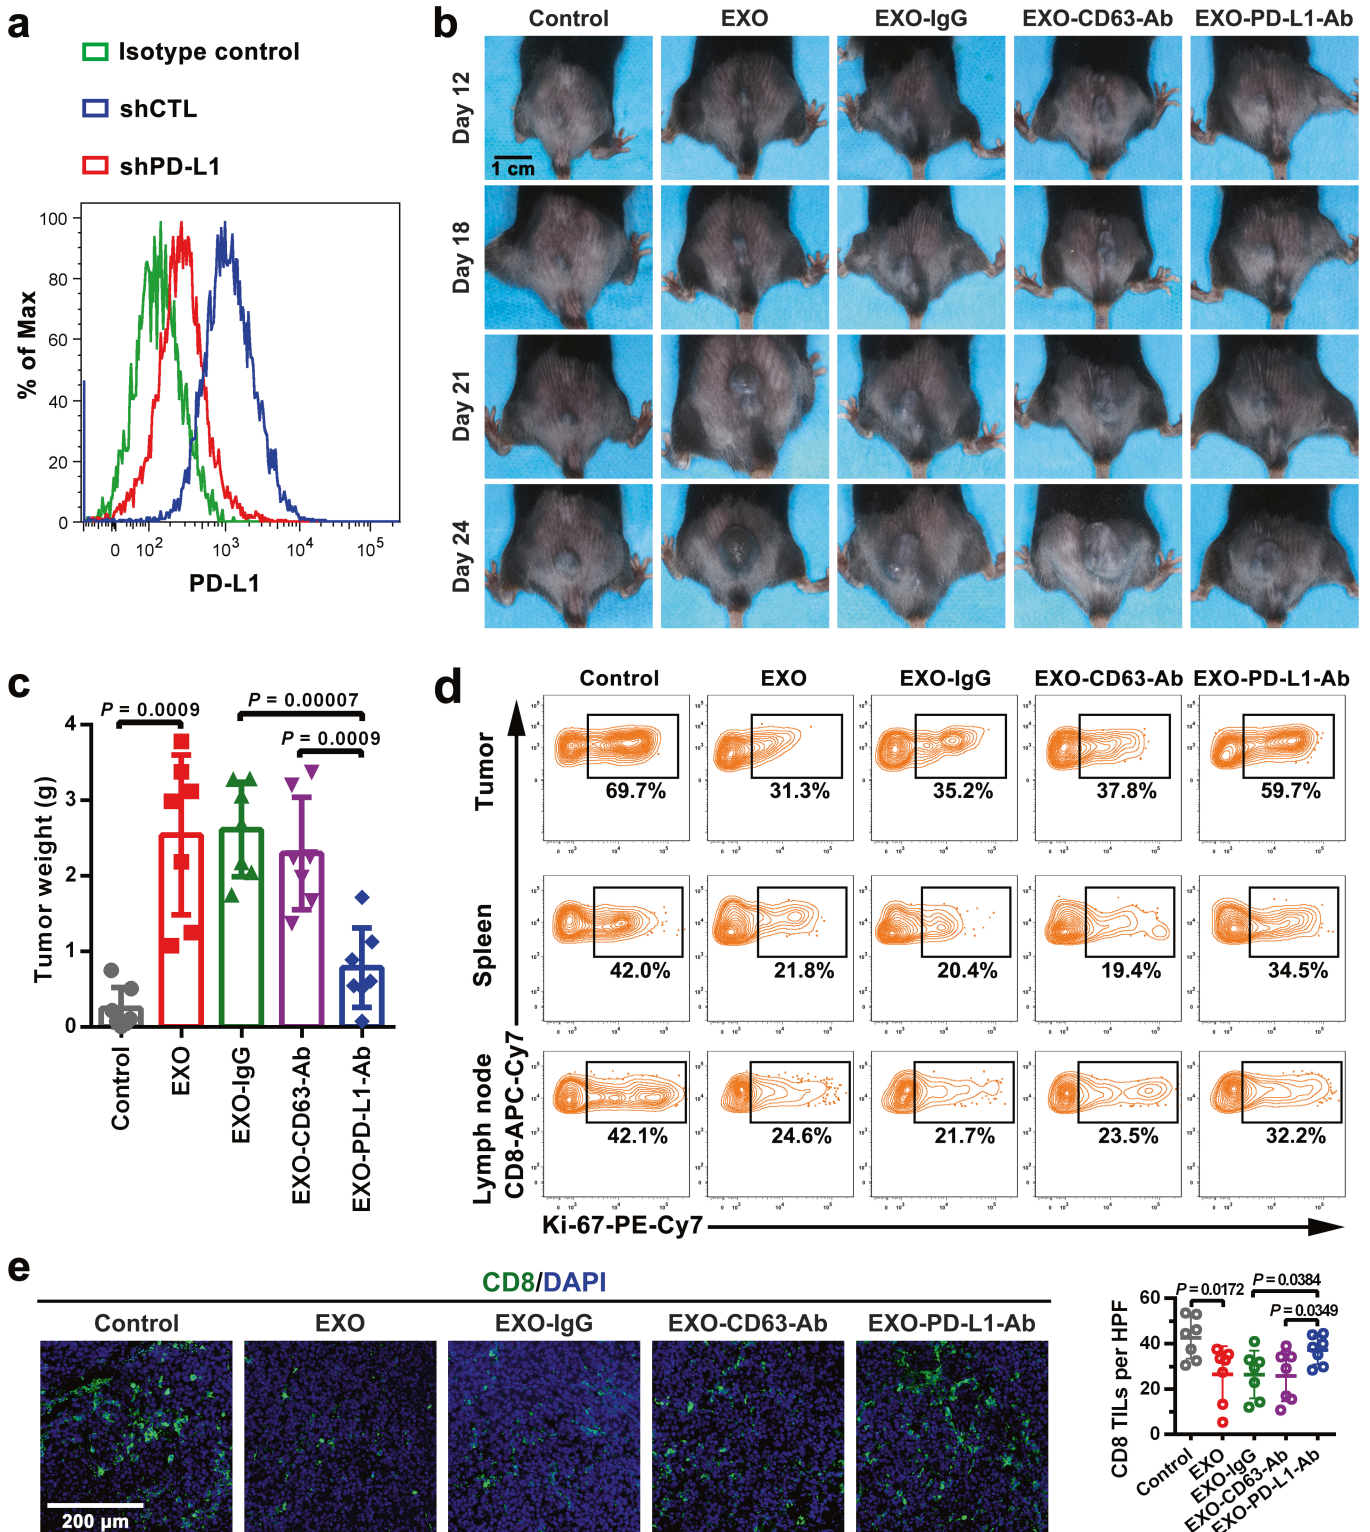 a
Isotype control
shCTL
shPD-L1
100
80
60
40
20
0
% of Max
0 10² 10³ 10⁴ 10⁵
PD-L1
b
Control EXO EXO-IgG EXO-CD63-Ab EXO-PD-L1-Ab
Day 12
1 cm
Day 18
Day 21
Day 24
c
P = 0.00007
P = 0.0009
P = 0.0009
4
3
2
1
0
Tumor weight (g)
Control
EXO
EXO-IgG
EXO-CD63-Ab
EXO-PD-L1-Ab
d
Control EXO EXO-IgG EXO-CD63-Ab EXO-PD-L1-Ab
Tumor
69.7% 31.3% 35.2% 37.8% 59.7%
Spleen
42.0% 21.8% 20.4% 19.4% 34.5%
Lymph node
42.1% 24.6% 21.7% 23.5% 32.2%
CD8-APC-Cy7
Ki-67-PE-Cy7
e
CD8/DAPI
Control EXO EXO-IgG EXO-CD63-Ab EXO-PD-L1-Ab
200 µm
P = 0.0384
P = 0.0172
P = 0.0349
60
40
20
0
CD8 TILs per HPF
Control
EXO
EXO-IgG
EXO-CD63-Ab
EXO-PD-L1-Ab